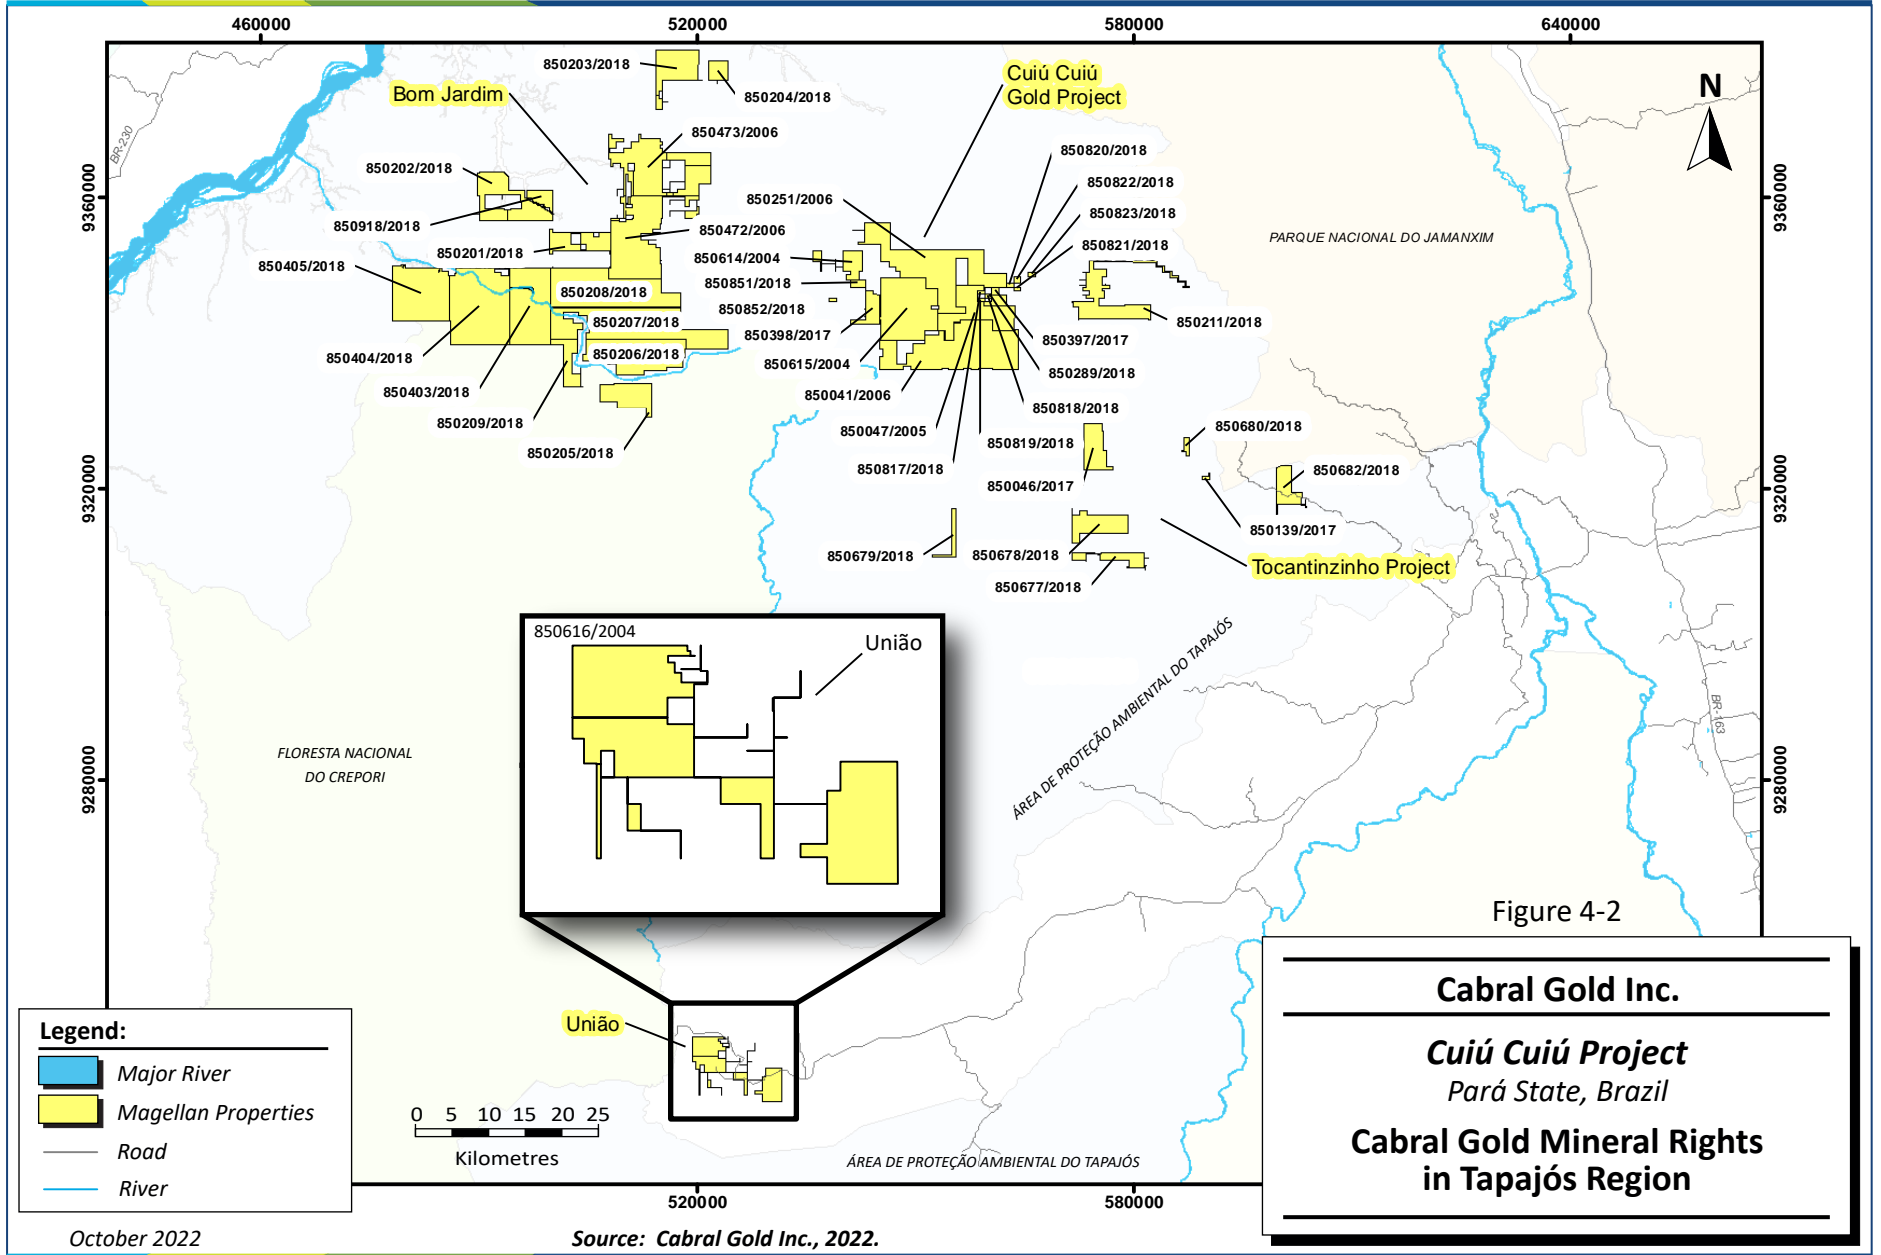 460000
520000
580000
640000
850203/2018
850204/2018
Bom Jardim
Cuiú Cuiú
Gold Project
N
BR-230
850473/2006
850820/2018
850202/2018
850822/2018
850251/2006
850823/2018
9360000
9360000
850918/2018
850472/2006
850821/2018
PARQUE NACIONAL DO JAMANXIM
850201/2018
850614/2004
850405/2018
850851/2018
850208/2018
850852/2018
850207/2018
850211/2018
850398/2017
850397/2017
850404/2018
850206/2018
850615/2004
850289/2018
850403/2018
850041/2006
850818/2018
850209/2018
850047/2005
850680/2018
850819/2018
850205/2018
850817/2018
850682/2018
850046/2017
9320000
9320000
850139/2017
850679/2018
850678/2018
Tocantinzinho Project
850677/2018
850616/2004
União
ÁREA DE PROTEÇÃO AMBIENTAL DO TAPAJÓS
BR-163
FLORESTA NACIONAL
DO CREPORI
9280000
9280000
Figure 4-2
Cabral Gold Inc.
Cuiú Cuiú Project
Pará State, Brazil
Cabral Gold Mineral Rights
in Tapajós Region
União
Legend:
Major River
Magellan Properties
Road
River
0 5 10 15 20 25
Kilometres
ÁREA DE PROTEÇÃO AMBIENTAL DO TAPAJÓS
520000
580000
October 2022
Source: Cabral Gold Inc., 2022.